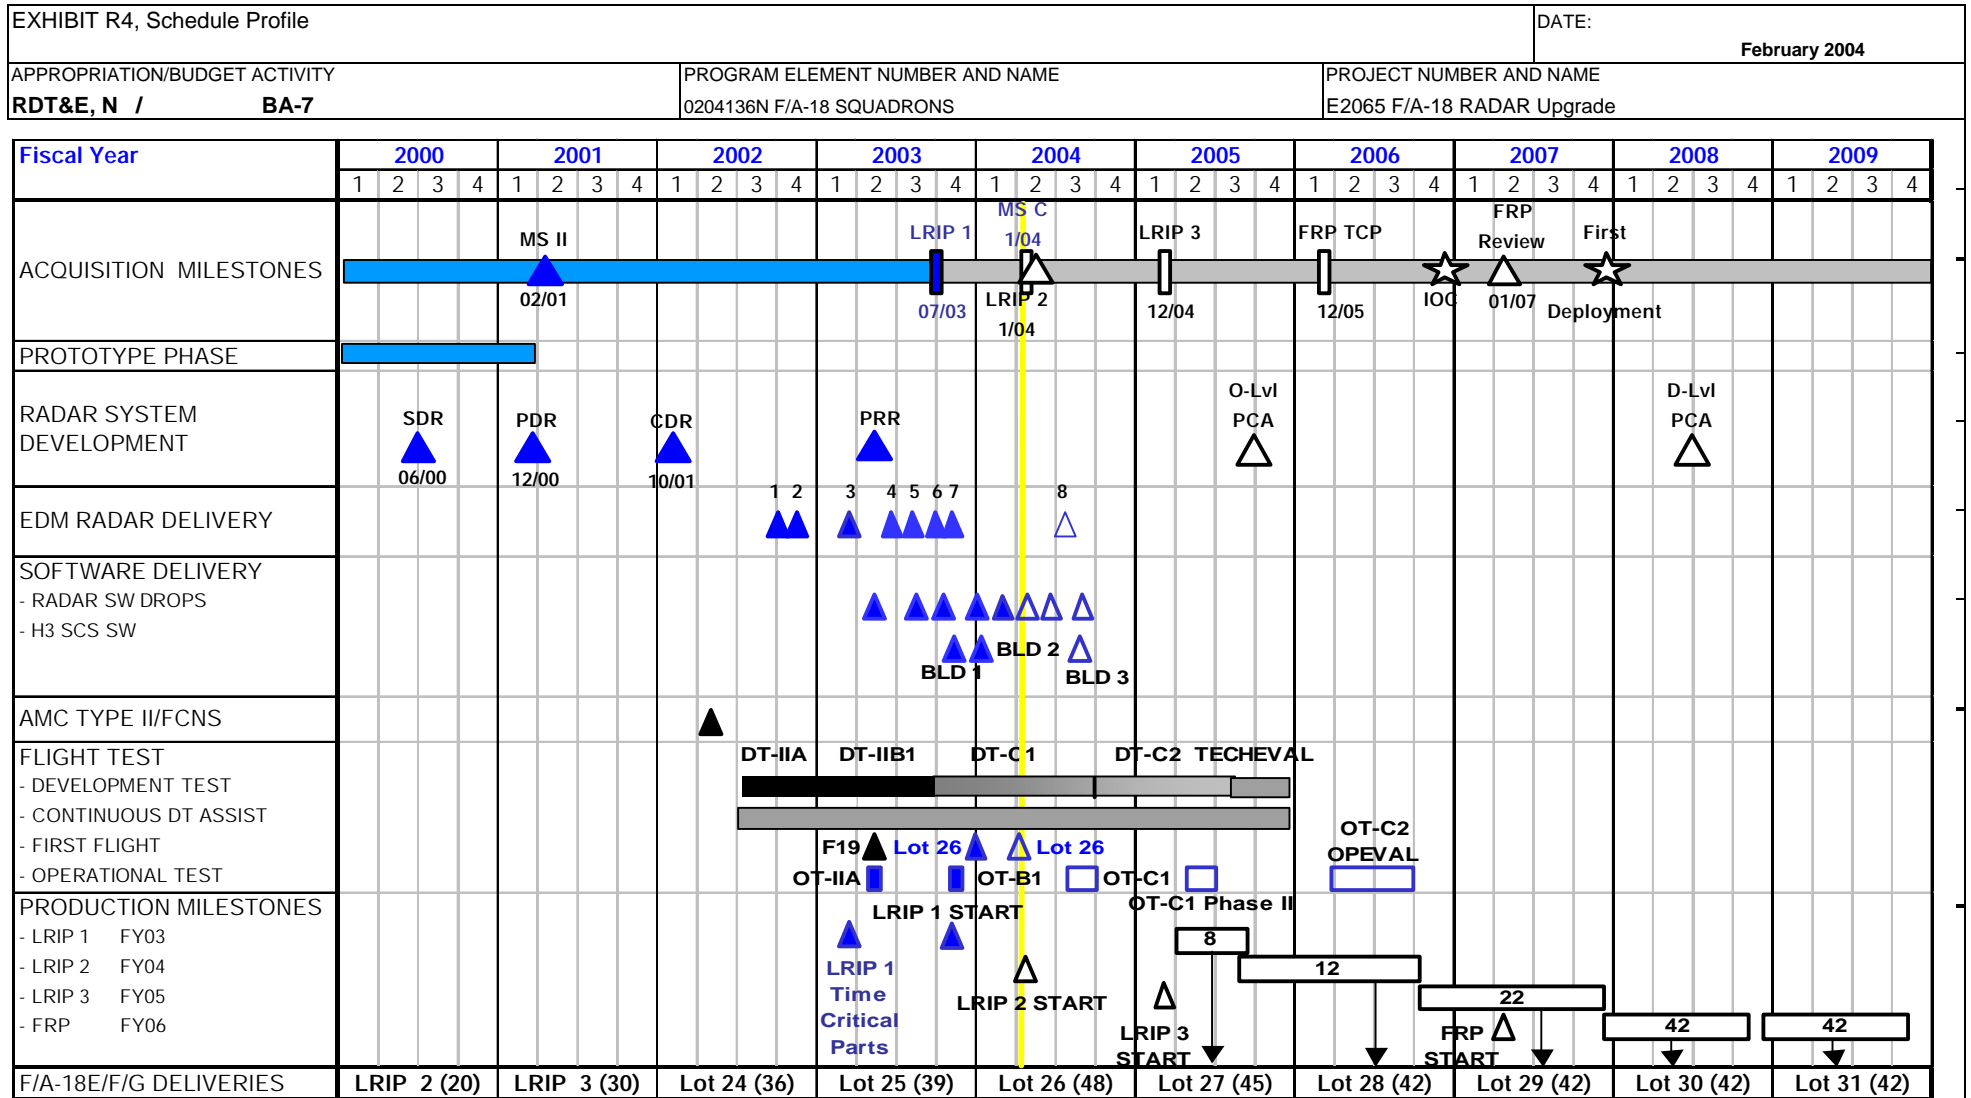 EXHIBIT R4, Schedule Profile
DATE:
February 2004
APPROPRIATION/BUDGET ACTIVITY
PROGRAM ELEMENT NUMBER AND NAME
PROJECT NUMBER AND NAME
RDT&E, N / BA-7
0204136N F/A-18 SQUADRONS
E2065 F/A-18 RADAR Upgrade
Fiscal Year 2000 2001 2002 2003 2004 2005 2006 2007 2008 2009
1 2 3 4 1 2 3 4 1 2 3 4 1 2 3 4 1 2 3 4 1 2 3 4 1 2 3 4 1 2 3 4 1 2 3 4 1 2 3 4
ACQUISITION MILESTONES
MS II
02/01
LRIP 1
07/03
MS C
1/04
LRIP 2
1/04
LRIP 3
12/04
FRP TCP
12/05
IOC
FRP
Review
01/07
First
Deployment
PROTOTYPE PHASE
RADAR SYSTEM
DEVELOPMENT
SDR
06/00
PDR
12/00
CDR
10/01
PRR
O-Lvl
PCA
D-Lvl
PCA
EDM RADAR DELIVERY
1 2 3 4 5 6 7 8
SOFTWARE DELIVERY
- RADAR SW DROPS
- H3 SCS SW
BLD 1
BLD 2
BLD 3
AMC TYPE II/FCNS
FLIGHT TEST
- DEVELOPMENT TEST
- CONTINUOUS DT ASSIST
- FIRST FLIGHT
- OPERATIONAL TEST
DT-IIA DT-IIB1 DT-C1 DT-C2 TECHEVAL
F19 Lot 26 Lot 26
OT-C2
OPEVAL
OT-IIA OT-B1 OT-C1
OT-C1 Phase II
PRODUCTION MILESTONES
- LRIP 1 FY03
- LRIP 2 FY04
- LRIP 3 FY05
- FRP FY06
LRIP 1 START
LRIP 1
Time
Critical
Parts
LRIP 2 START
LRIP 3
START
FRP
START
8
12
22
42
42
F/A-18E/F/G DELIVERIES LRIP 2 (20) LRIP 3 (30) Lot 24 (36) Lot 25 (39) Lot 26 (48) Lot 27 (45) Lot 28 (42) Lot 29 (42) Lot 30 (42) Lot 31 (42)